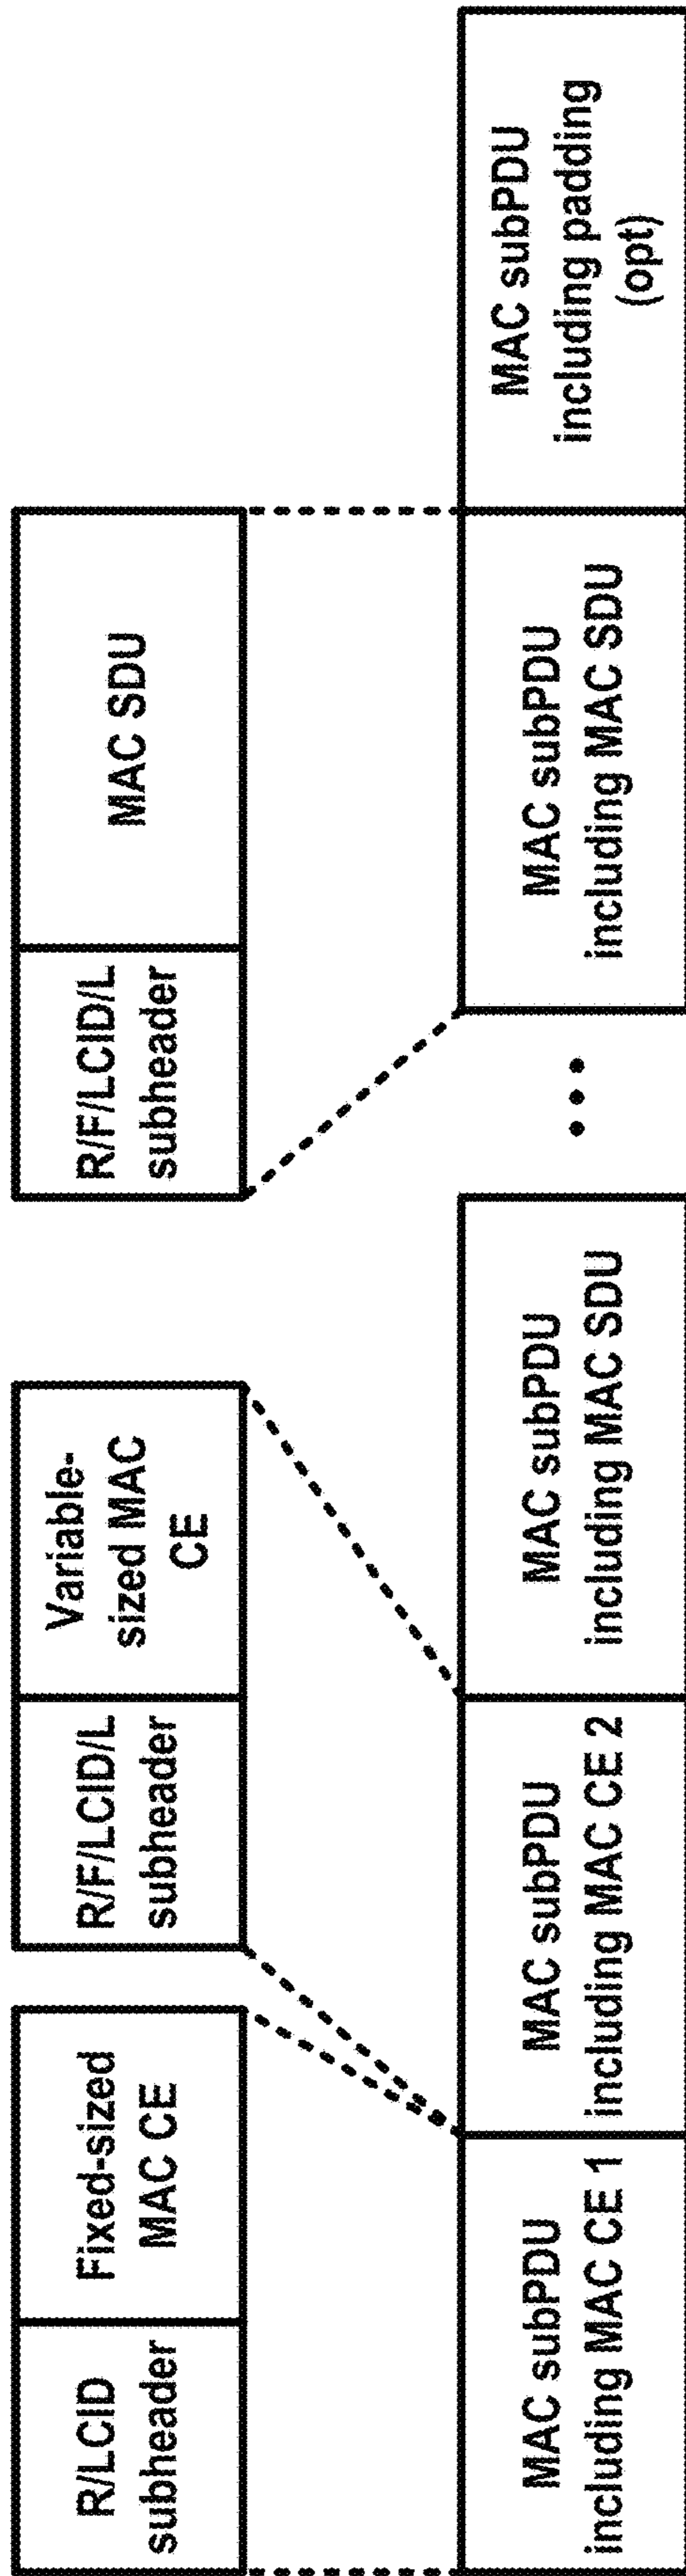 R/LCID
subheader
Fixed-sized
MAC CE
R/F/LCID/L
subheader
Variable-
sized MAC
CE
R/F/LCID/L
subheader
MAC SDU
MAC subPDU
including MAC CE 1
MAC subPDU
including MAC CE 2
MAC subPDU
including MAC SDU
• • •
MAC subPDU
including MAC SDU
MAC subPDU
including padding
(opt)